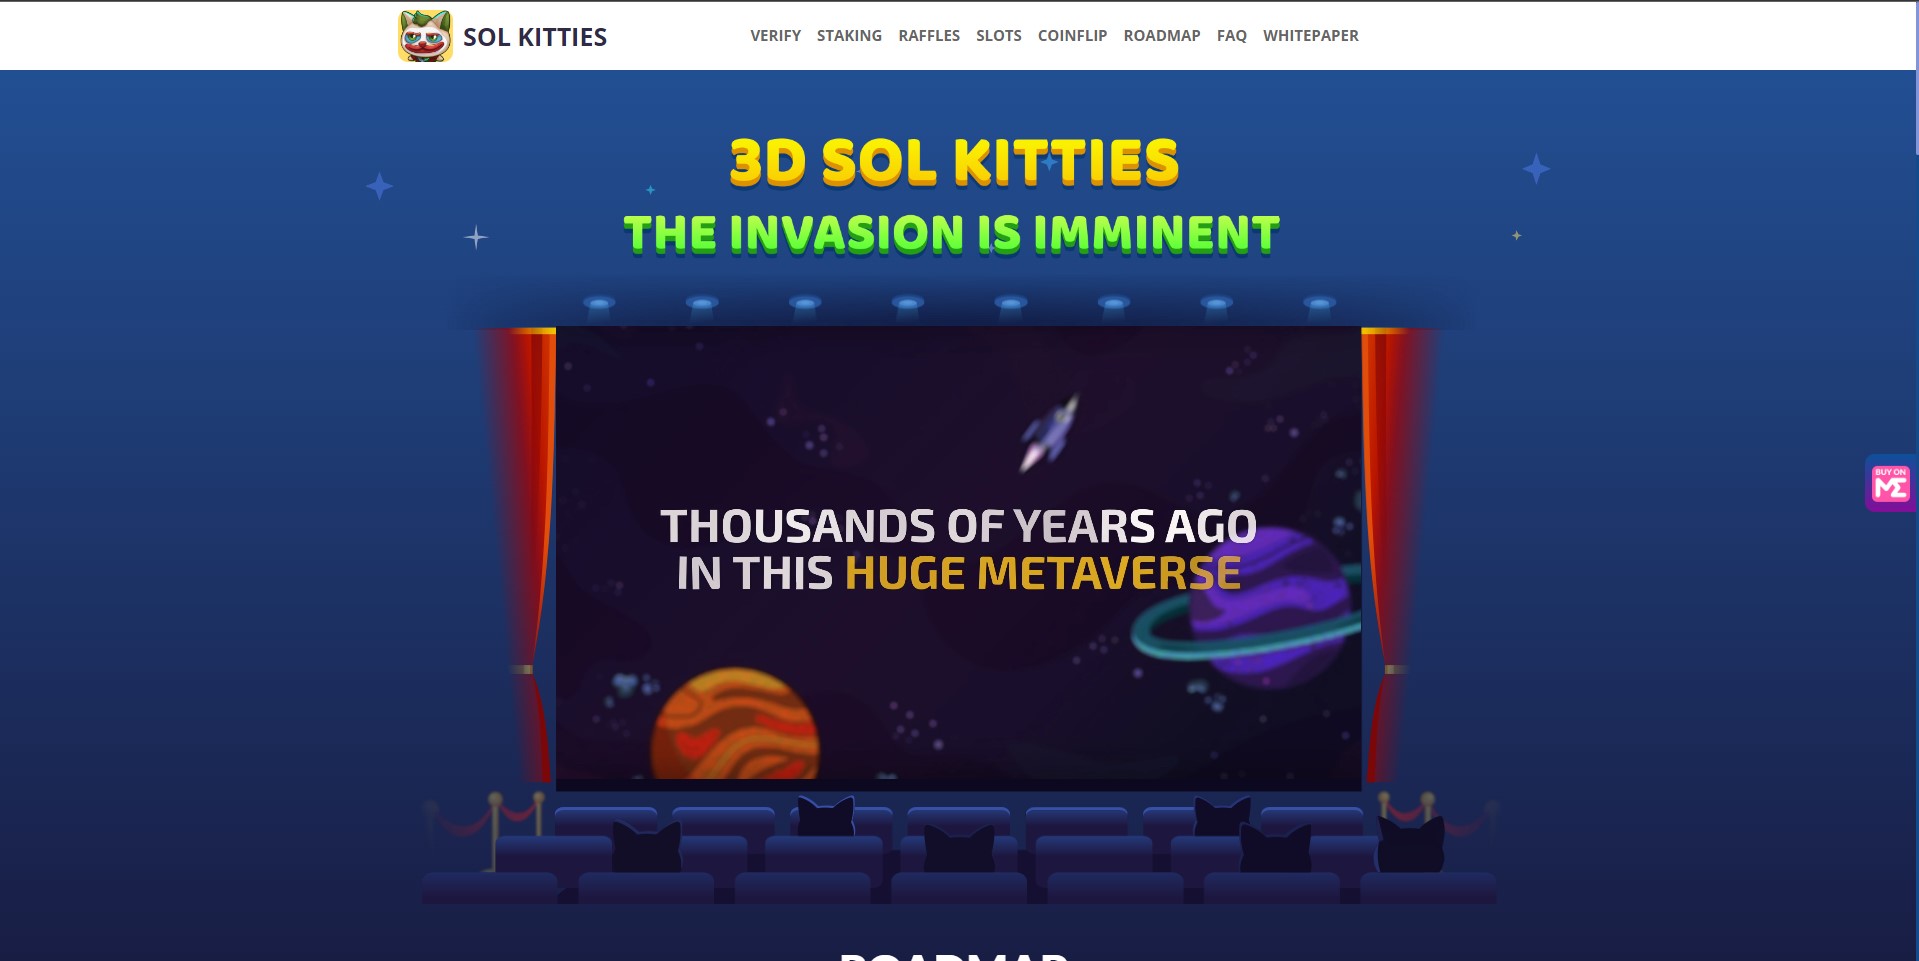 SOL KITTIES
VERIFY STAKING RAFFLES SLOTS COINFLIP ROADMAP FAQ WHITEPAPER
3D SOL KITTIES
THE INVASION IS IMMINENT
THOUSANDS OF YEARS AGO
IN THIS HUGE METAVERSE
BUY ON
ME
ROADMAP